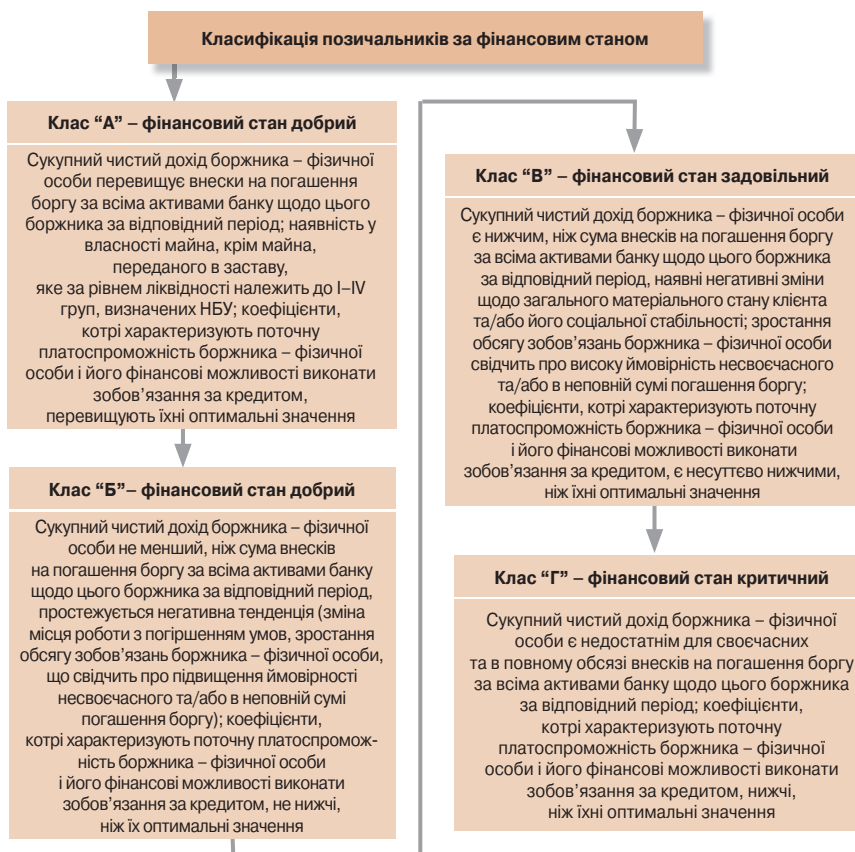 Класифікація позичальників за фінансовим станом
Клас “А” – фінансовий стан добрий
Сукупний чистий дохід боржника – фізичної
особи перевищує внески на погашення
боргу за всіма активами банку щодо цього
боржника за відповідний період; наявність у
власності майна, крім майна,
переданого в заставу,
яке за рівнем ліквідності належить до I–IV
груп, визначених НБУ; коефіцієнти,
котрі характеризують поточну
платоспроможність боржника – фізичної
особи і його фінансові можливості виконати
зобов’язання за кредитом,
перевищують їхні оптимальні значення
Клас “Б”– фінансовий стан добрий
Сукупний чистий дохід боржника – фізичної
особи не менший, ніж сума внесків
на погашення боргу за всіма активами банку
щодо цього боржника за відповідний період,
простежується негативна тенденція (зміна
місця роботи з погіршенням умов, зростання
обсягу зобов’язань боржника – фізичної особи,
що свідчить про підвищення ймовірності
несвоєчасного та/або в неповній сумі
погашення боргу); коефіцієнти,
котрі характеризують поточну платоспромож-
ність боржника – фізичної особи
і його фінансові можливості виконати
зобов’язання за кредитом, не нижчі,
ніж їх оптимальні значення
Клас “В” – фінансовий стан задовільний
Сукупний чистий дохід боржника – фізичної особи
є нижчим, ніж сума внесків на погашення боргу
за всіма активами банку щодо цього боржника
за відповідний період, наявні негативні зміни
щодо загального матеріального стану клієнта
та/або його соціальної стабільності; зростання
обсягу зобов’язань боржника – фізичної особи
свідчить про високу ймовірність несвоєчасного
та/або в неповній сумі погашення боргу;
коефіцієнти, котрі характеризують поточну
платоспроможність боржника – фізичної особи
і його фінансові можливості виконати
зобов’язання за кредитом, є несуттєво нижчими,
ніж їхні оптимальні значення
Клас “Г” – фінансовий стан критичний
Сукупний чистий дохід боржника – фізичної
особи є недостатнім для своєчасних
та в повному обсязі внесків на погашення боргу
за всіма активами банку щодо цього боржника
за відповідний період; коефіцієнти,
котрі характеризують поточну
платоспроможність боржника – фізичної
особи і його фінансові можливості виконати
зобов’язання за кредитом, нижчі,
ніж їхні оптимальні значення